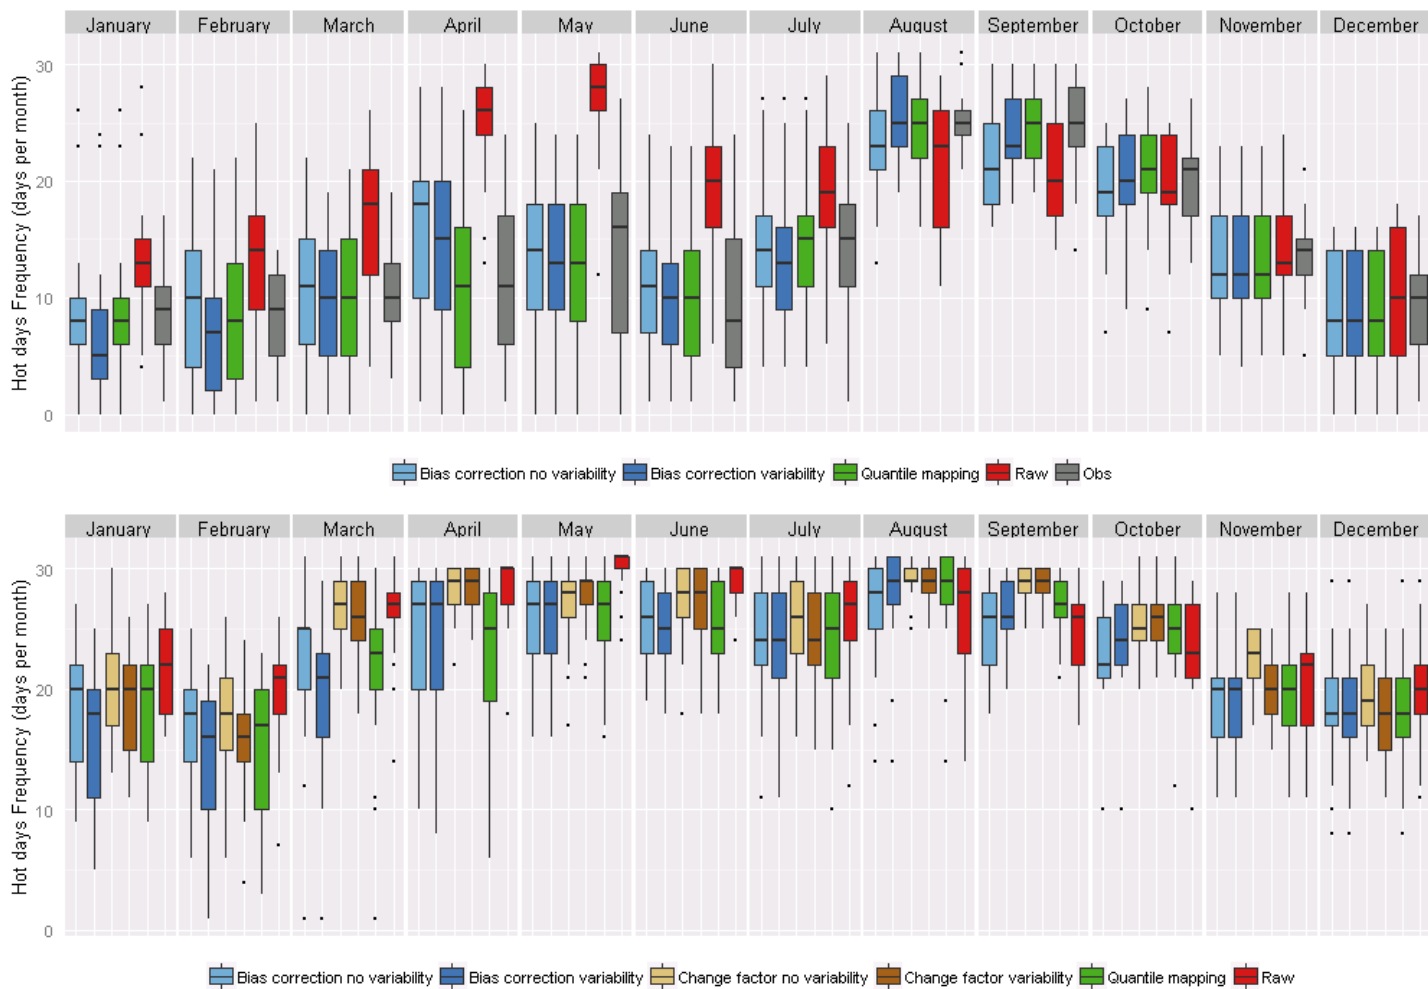 January February March April May June July August September October November December
Hot days Frequency (days per month)
30
20
10
0
Bias correction no variability Bias correction variability Quantile mapping Raw Obs
January February March April May June July August September October November December
Hot days Frequency (days per month)
30
20
10
0
Bias correction no variability Bias correction variability Change factor no variability Change factor variability Quantile mapping Raw